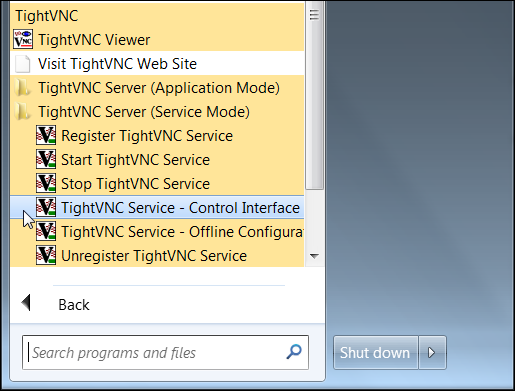 TightVNC
TightVNC Viewer
Visit TightVNC Web Site
TightVNC Server (Application Mode)
TightVNC Server (Service Mode)
Register TightVNC Service
Start TightVNC Service
Stop TightVNC Service
TightVNC Service - Control Interface
TightVNC Service - Offline Configurat
Unregister TightVNC Service
Back
Search programs and files
Shut down